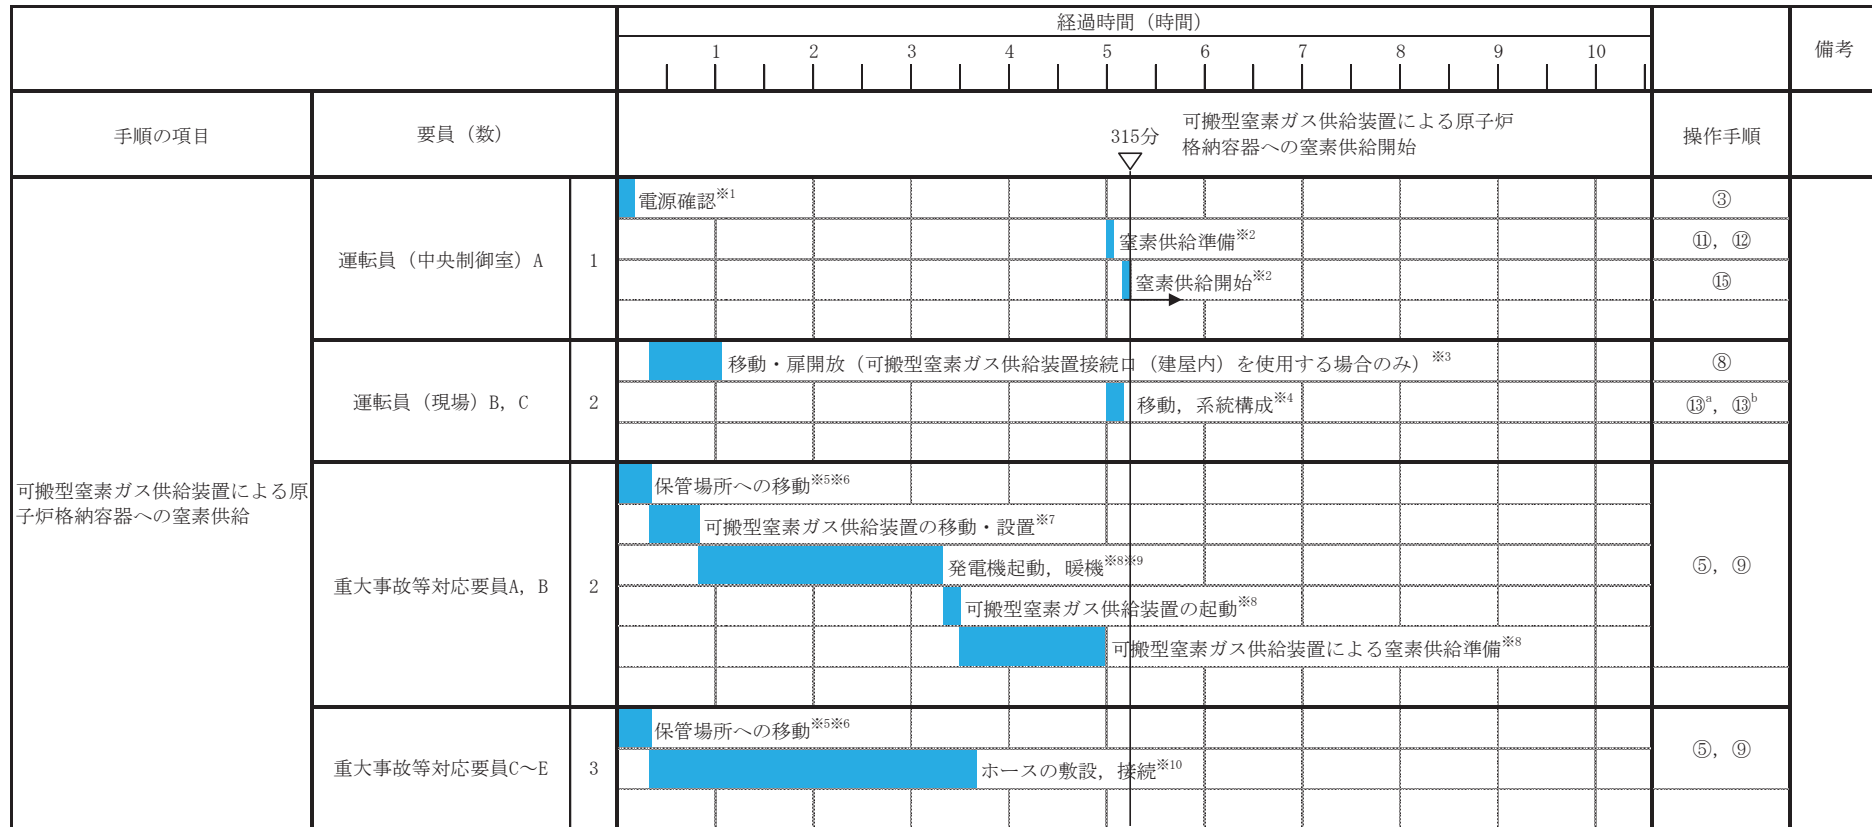 経過時間（時間）
備考
1 2 3 4 5 6 7 8 9 10
手順の項目
要員（数）
315分
可搬型窒素ガス供給装置による原子炉
格納容器への窒素供給開始
操作手順
可搬型窒素ガス供給装置による原
子炉格納容器への窒素供給
運転員（中央制御室）A
1
電源確認※1
③
窒素供給準備※2
⑪，⑫
窒素供給開始※2
⑮
運転員（現場）B，C
2
移動・扉開放（可搬型窒素ガス供給装置接続口（建屋内）を使用する場合のみ）※3
⑧
移動，系統構成※4
⑬a，⑬b
重大事故等対応要員A，B
2
保管場所への移動※5※6
可搬型窒素ガス供給装置の移動・設置※7
発電機起動，暖機※8※9
可搬型窒素ガス供給装置の起動※8
可搬型窒素ガス供給装置による窒素供給準備※8
⑤，⑨
重大事故等対応要員C～E
3
保管場所への移動※5※6
ホースの敷設，接続※10
⑤，⑨